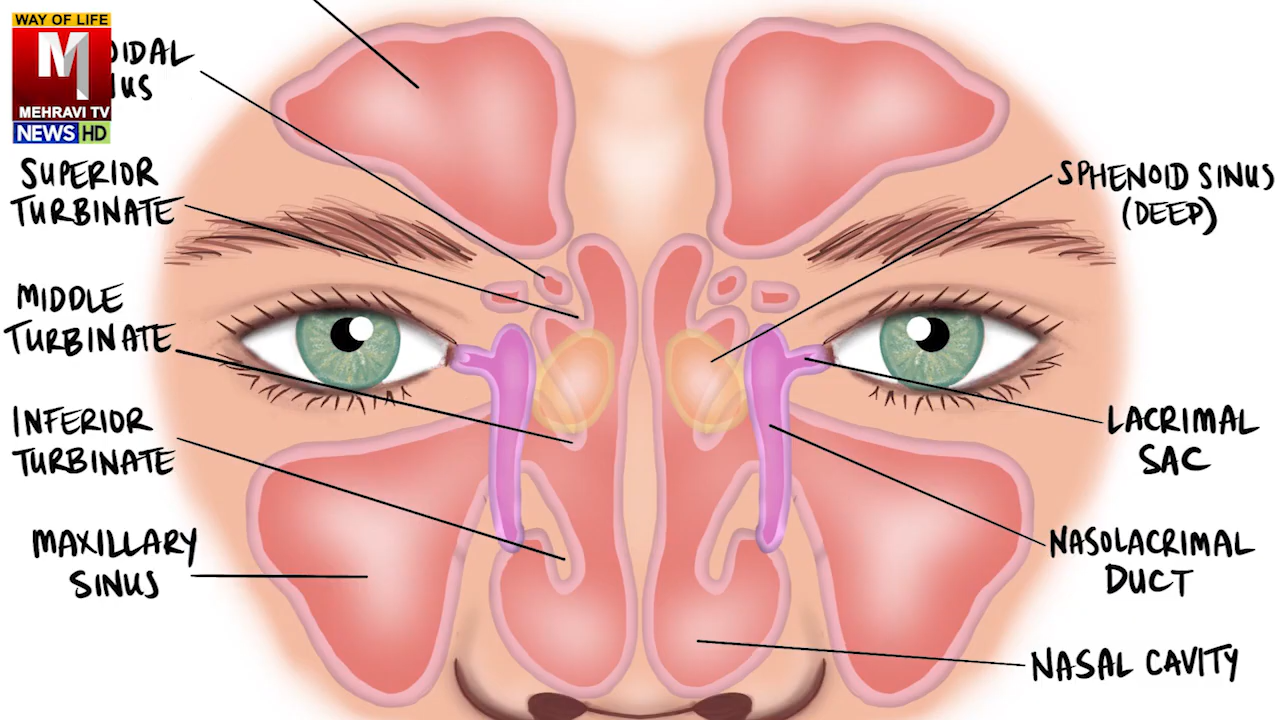 WAY OF LIFE
M
MEHRAVI TV
NEWS HD
SUPERIOR
TURBINATE
MIDDLE
TURBINATE
INFERIOR
TURBINATE
MAXILLARY
SINUS
SPHENOID SINUS
(DEEP)
LACRIMAL
SAC
NASOLACRIMAL
DUCT
NASAL CAVITY